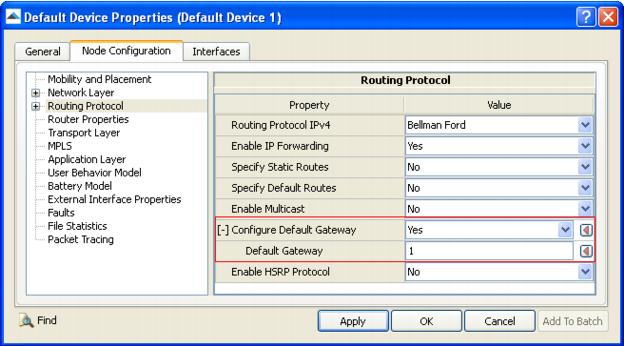 Default Device Properties (Default Device 1)
General Node Configuration Interfaces
Mobility and Placement
Network Layer
Routing Protocol
Router Properties
Transport Layer
MPLS
Application Layer
User Behavior Model
Battery Model
External Interface Properties
Faults
File Statistics
Packet Tracing
Routing Protocol
Property Value
Routing Protocol IPv4 Bellman Ford
Enable IP Forwarding Yes
Specify Static Routes No
Specify Default Routes No
Enable Multicast No
[-] Configure Default Gateway Yes
Default Gateway 1
Enable HSRP Protocol No
Find Apply OK Cancel Add To Batch